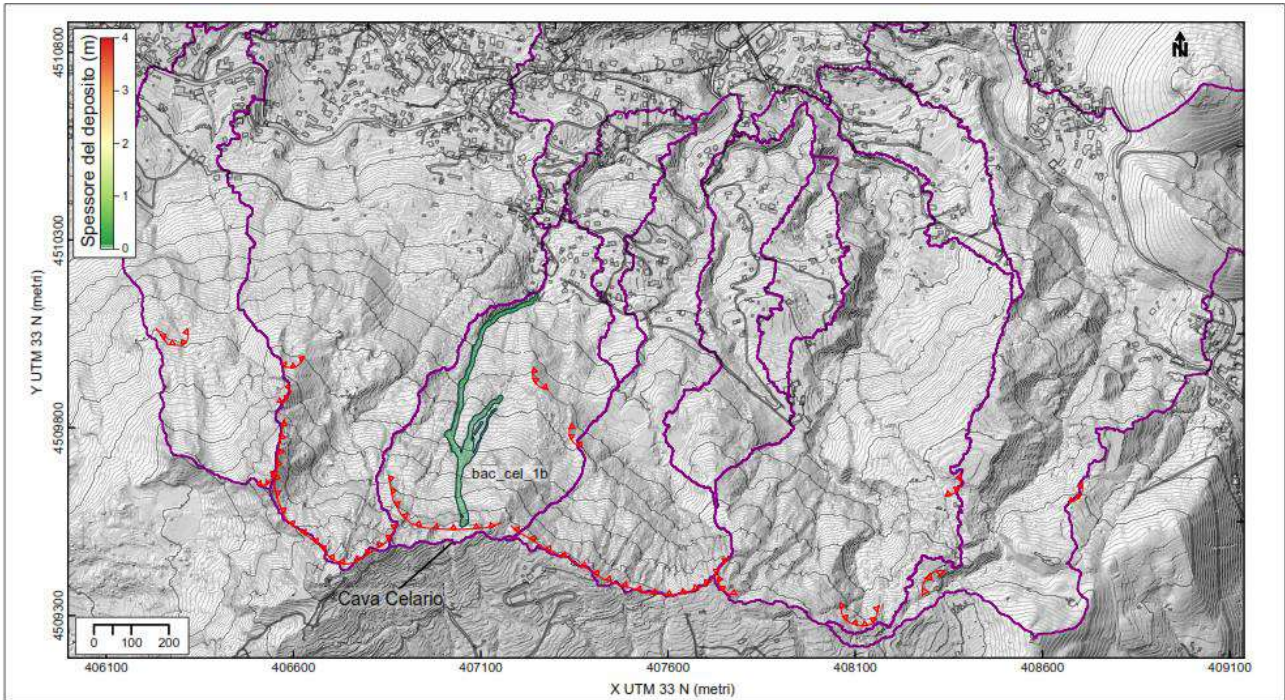 Spessore del deposito (m)
4
3
2
1
0
N
4510800
4510300
4509800
4509300
Y UTM 33 N (metri)
bac_cel_1b
Cava Celario
0 100 200
406100 406600 407100 407600 408100 408600 409100
X UTM 33 N (metri)